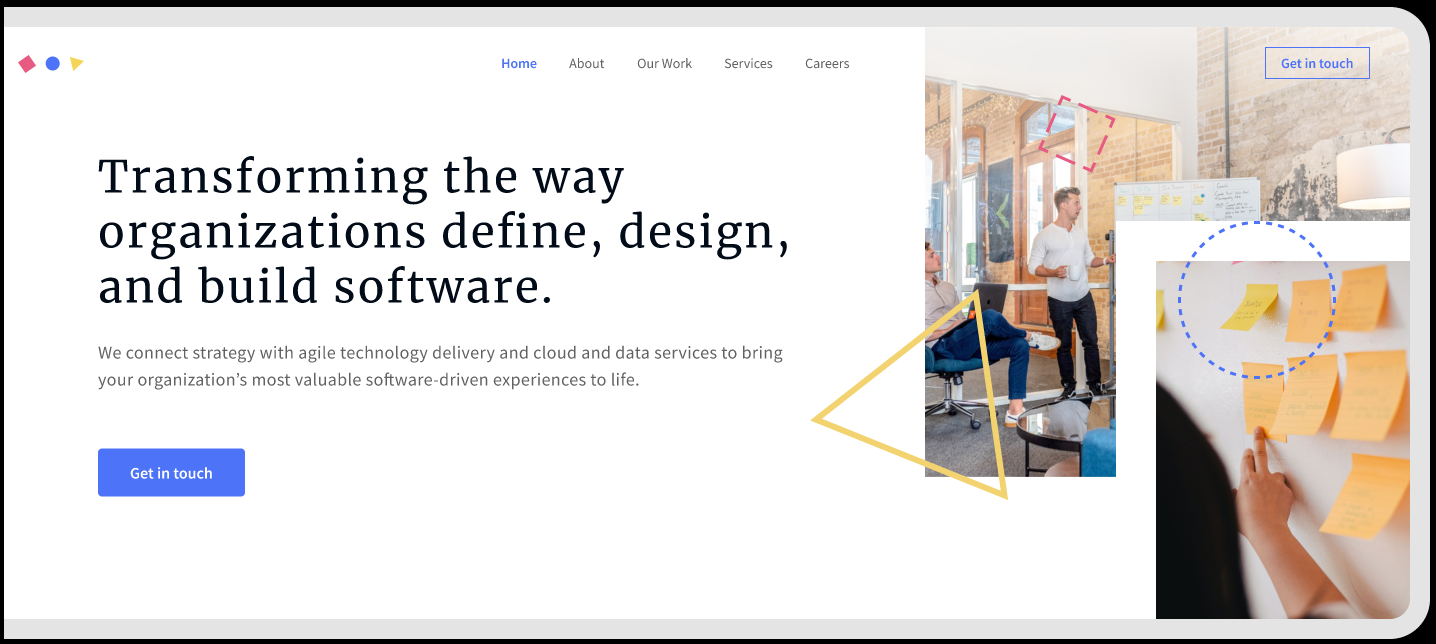 Home About Our Work Services Careers
Get in touch
Transforming the way
organizations define, design,
and build software.
We connect strategy with agile technology delivery and cloud and data services to bring
your organization’s most valuable software-driven experiences to life.
Get in touch